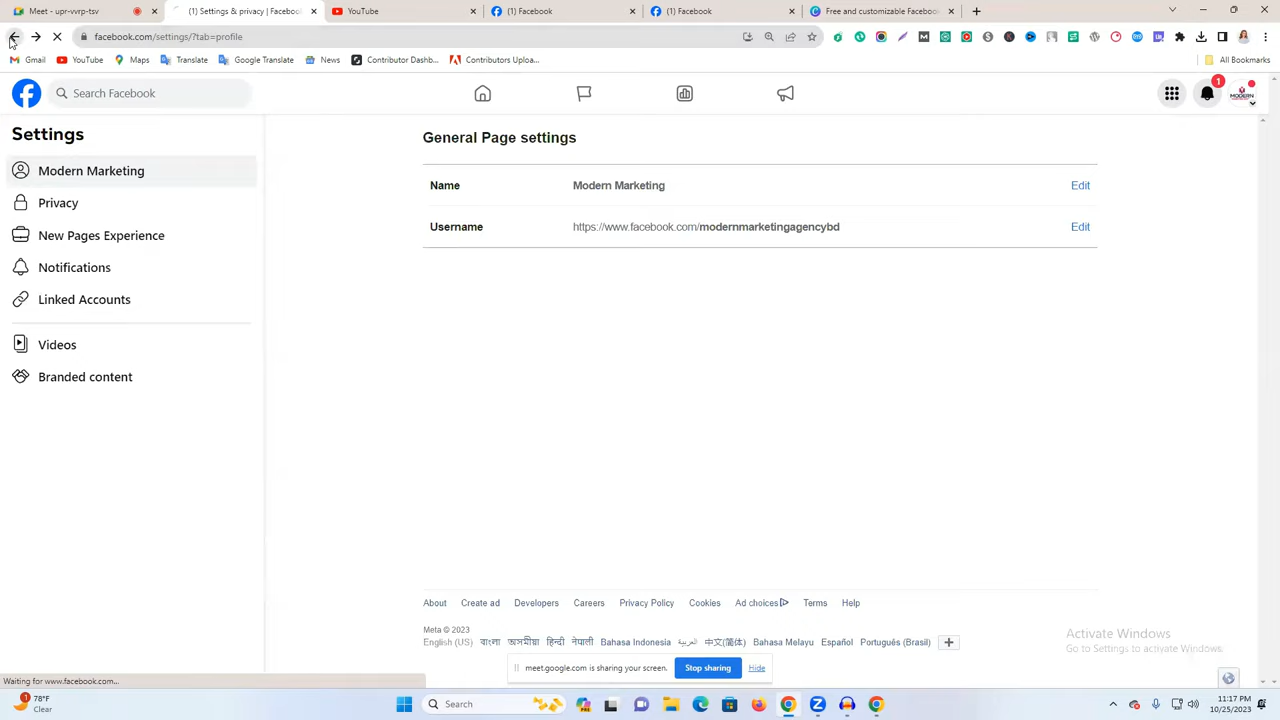 Meet - upr-vvrp-tsv
(1) Settings & privacy | Faceboo
YouTube
(1) Facebook
(1) Facebook
Free and customizable Facebook
facebook.com/settings/?tab=profile
Gmail
YouTube
Maps
Translate
Google Translate
News
Contributor Dashb...
Contributors Uploa...
All Bookmarks
Search Facebook
1
MODERN
Settings
General Page settings
Modern Marketing
Name
Modern Marketing
Edit
Privacy
Username
https://www.facebook.com/modernmarketingagencybd
Edit
New Pages Experience
Notifications
Linked Accounts
Videos
Branded content
About
Create ad
Developers
Careers
Privacy Policy
Cookies
Ad choices
Terms
Help
Meta © 2023
English (US)
বাংলা
অসমীয়া
हिन्दी
नेपाली
Bahasa Indonesia
العربية
中文(简体)
Bahasa Melayu
Español
Português (Brasil)
Activate Windows
Go to Settings to activate Windows.
meet.google.com is sharing your screen.
Stop sharing
Hide
Waiting for www.facebook.com...
78°F
Clear
Search
11:17 PM
10/25/2023